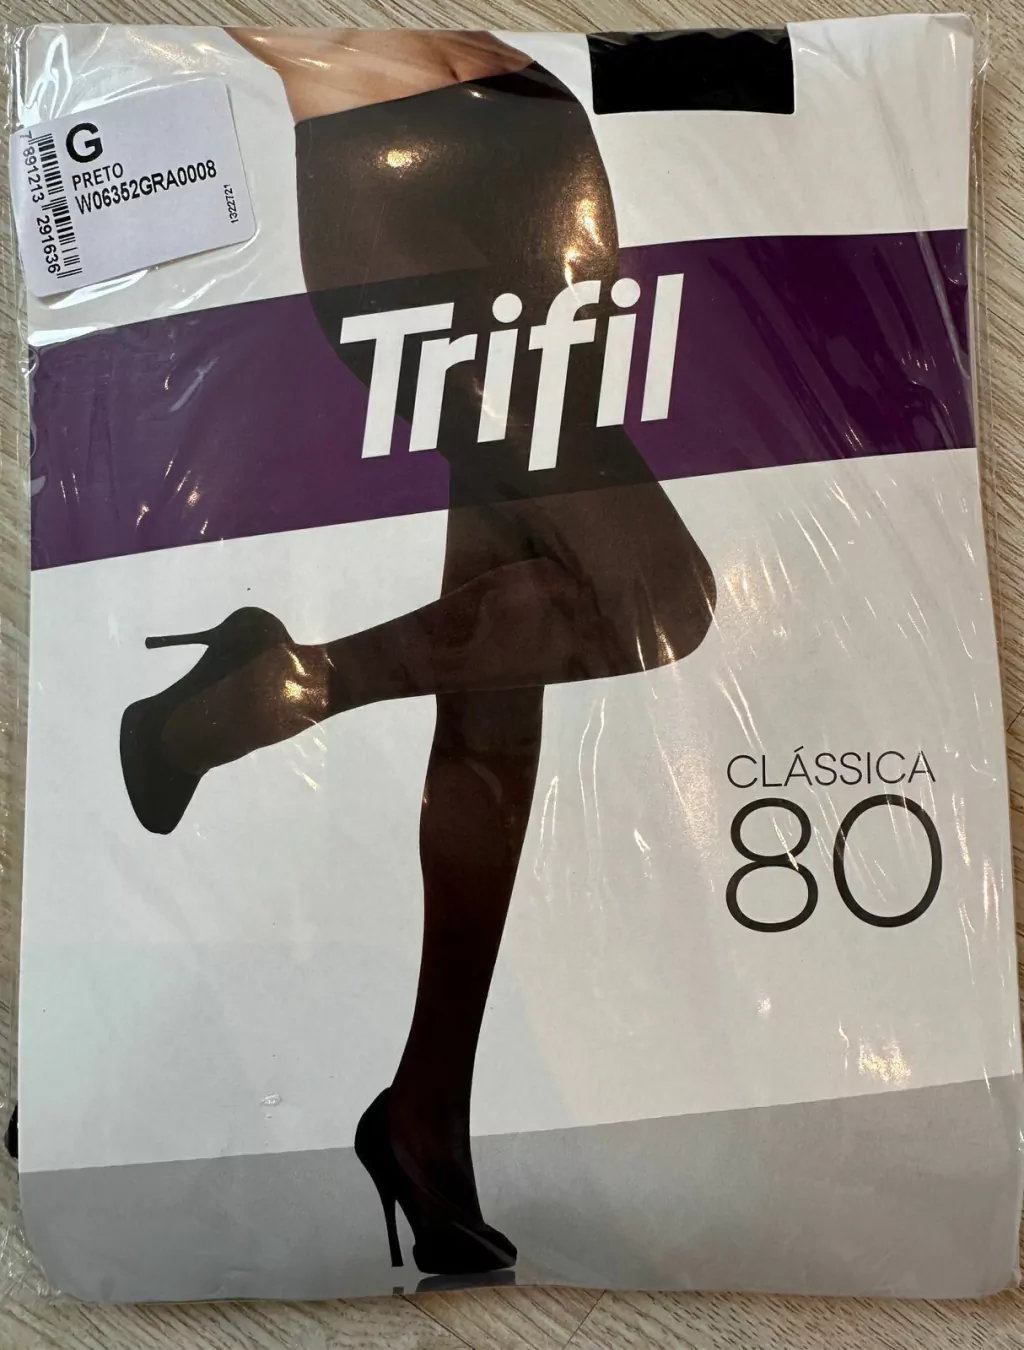 G
PRETO
W06352GRA0008
1322721
7 891213 291636
Trifil
CLÁSSICA
80